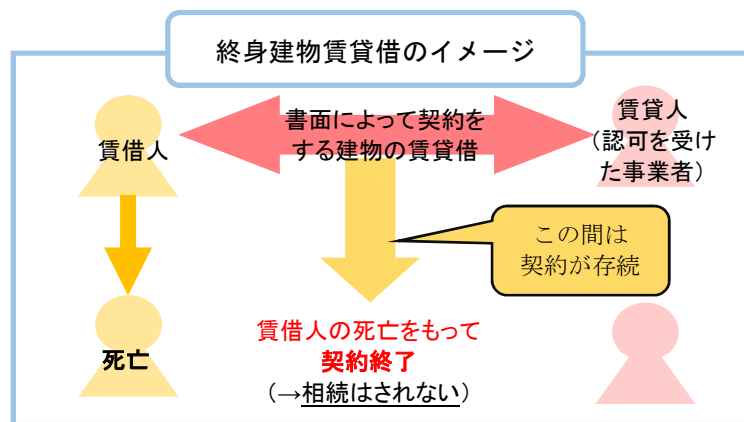 終身建物賃貸借のイメージ
賃借人
書面によって契約を
する建物の賃貸借
賃貸人
（認可を受け
た事業者）
この間は
契約が存続
死亡
賃借人の死亡をもって
契約終了
（→相続はされない）